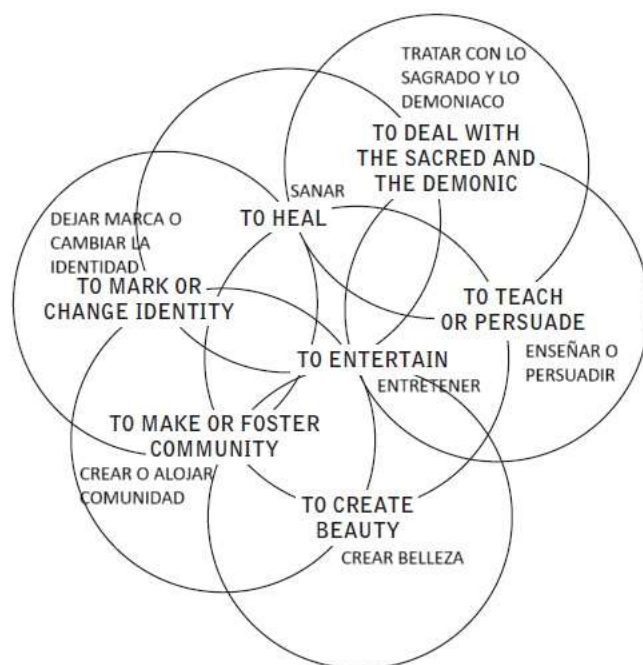 TRATAR CON LO
SAGRADO Y LO
DEMONIACO
TO DEAL WITH
THE SACRED AND
THE DEMONIC
SANAR
TO HEAL
DEJAR MARCA O
CAMBIAR LA
IDENTIDAD
TO MARK OR
CHANGE IDENTITY
TO TEACH
OR PERSUADE
ENSEÑAR O
PERSUADIR
TO ENTERTAIN
ENTRETENER
TO MAKE OR FOSTER
COMMUNITY
CREAR O ALOJAR
COMUNIDAD
TO CREATE
BEAUTY
CREAR BELLEZA